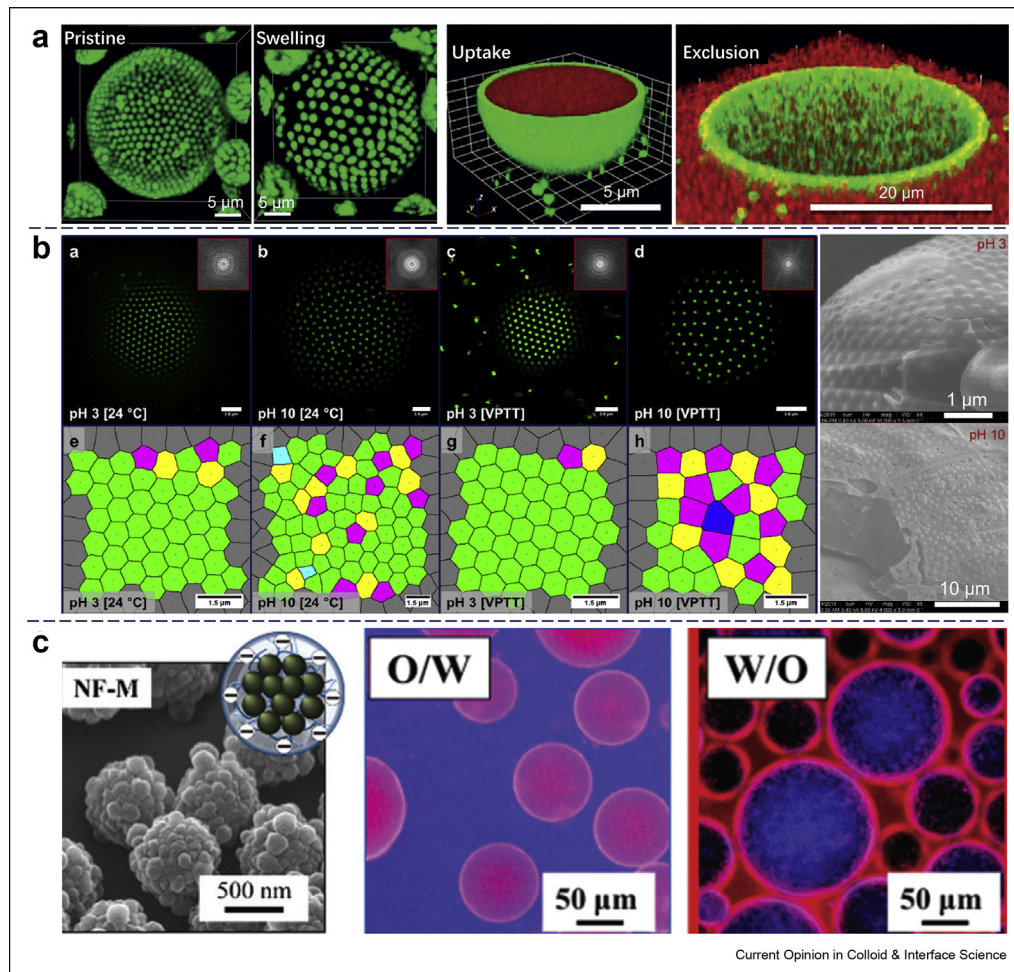 a
Pristine
Swelling
Uptake
Exclusion
5 µm
5 µm
5 µm
20 µm
b
a
b
c
d
pH 3
pH 3 [24 °C]
pH 10 [24 °C]
pH 3 [VPTT]
pH 10 [VPTT]
1 µm
e
f
g
h
pH 10
pH 3 [24 °C]
1.5 µm
pH 10 [24 °C]
1.5 µm
pH 3 [VPTT]
1.5 µm
pH 10 [VPTT]
1.5 µm
10 µm
c
NF-M
O/W
W/O
500 nm
50 µm
50 µm
Current Opinion in Colloid & Interface Science